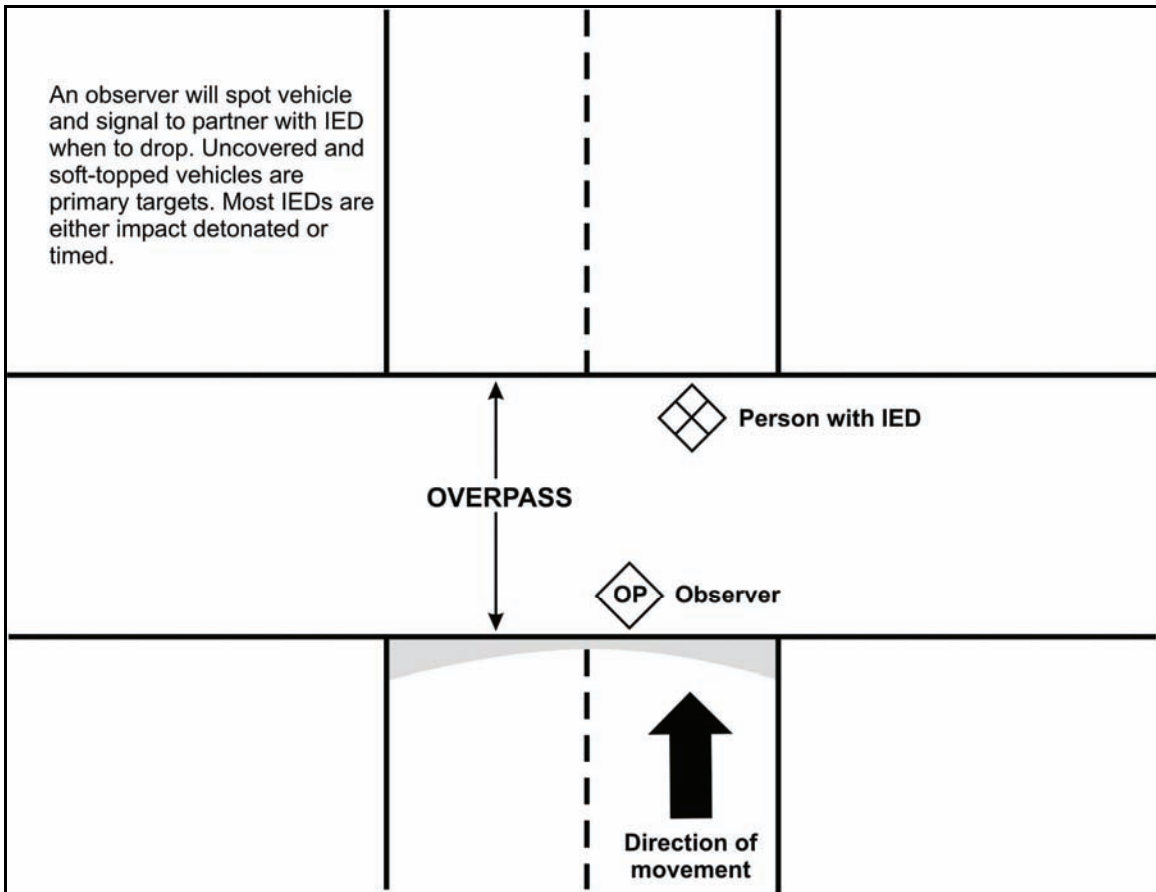 An observer will spot vehicle
and signal to partner with IED
when to drop. Uncovered and
soft-topped vehicles are
primary targets. Most IEDs are
either impact detonated or
timed.
Person with IED
OVERPASS
OP Observer
Direction of
movement